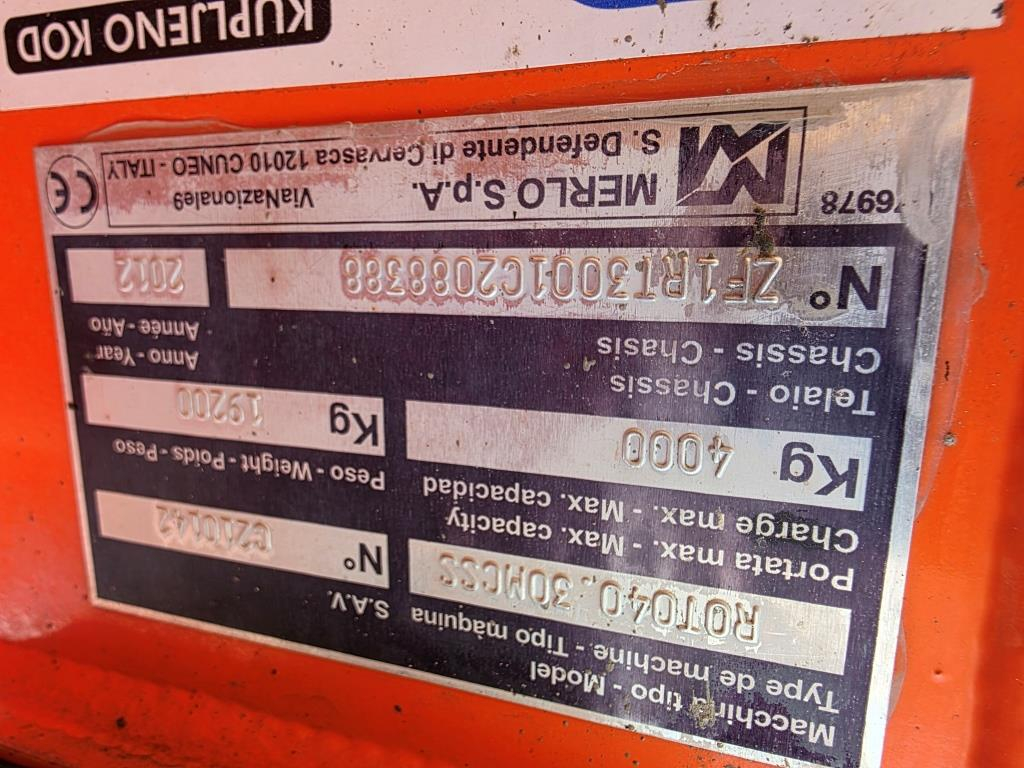 Macchina tipo - Model
Type de machine - Tipo máquina
ROTO40.30MCSS
S.A.V.
N° C210142
Portata max. - Max. capacity
Charge max. - Max. capacidad
Kg 4000
Peso - Weight - Poids - Peso
Kg 19200
Telaio - Chassis
Chassis - Chasis
N° ZF1RT3001C2088388
Anno - Year
Année - Año
2012
76978
MERLO S.p.A. ViaNazionale9
S. Defendente di Cervasca 12010 CUNEO - ITALY
CE
KUPLJENO KOD